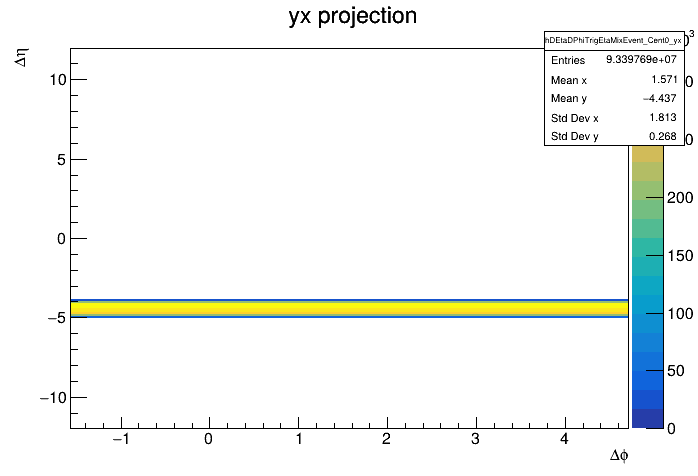 yx projection
hDEtaDPhiTrigEtaMixEvent_Cent0_yx
Entries 9.339769e+07
Mean x 1.571
Mean y −4.437
Std Dev x 1.813
Std Dev y 0.268
Δη
10
5
0
−5
−10
−1 0 1 2 3 4
Δϕ
200
150
100
50
0